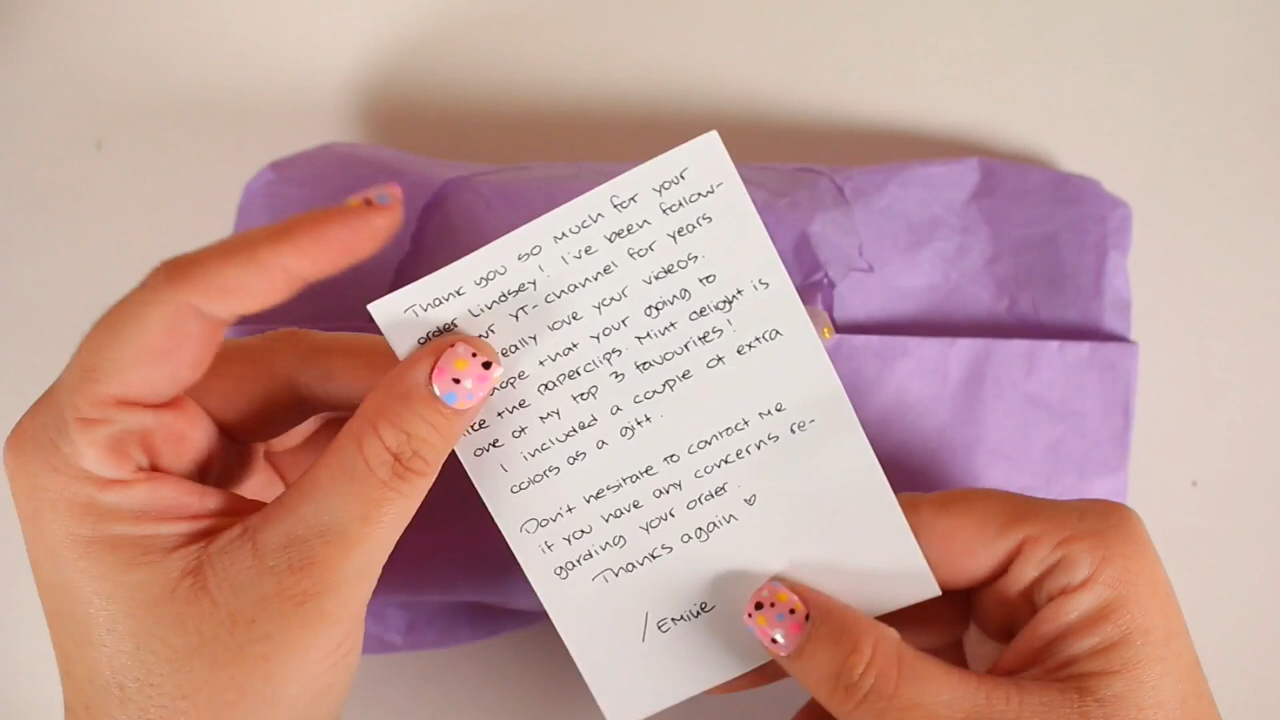 Thank you so much for your
order Lindsey! I've been follow-
YT- channel for years
really love your videos.
hope that your going to
like the paperclips. Mint delight is
one of my top 3 favourites!
I included a couple of extra
colors as a gift.
Don't hesitate to contact me
if you have any concerns re-
garding your order.
Thanks again ♡
/Emilie